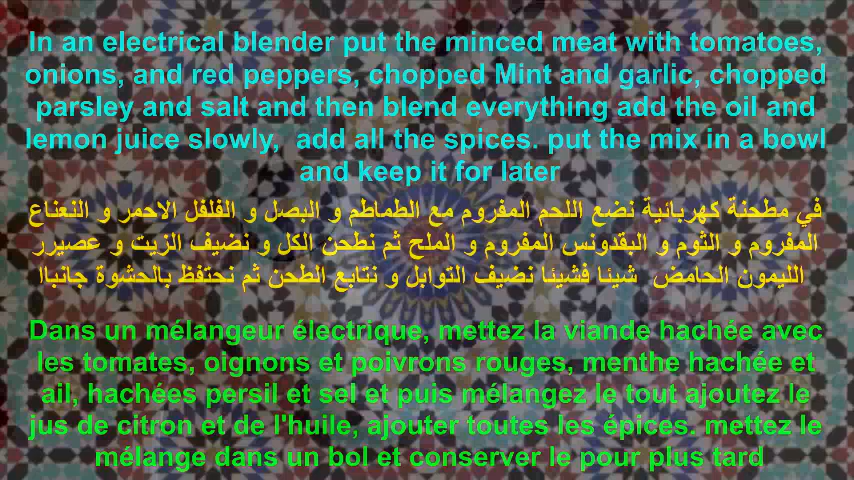 In an electrical blender put the minced meat with tomatoes,
onions, and red peppers, chopped Mint and garlic, chopped
parsley and salt and then blend everything add the oil and
lemon juice slowly,  add all the spices. put the mix in a bowl
and keep it for later
في مطحنة كهربائية نضع اللحم المفروم مع الطماطم و البصل و الفلفل الاحمر و النعناع
المفروم و الثوم و البقدونس المفروم و الملح ثم نطحن الكل و نضيف الزيت و عصيرر
الليمون الحامض  شيئا فشيئا نضيف التوابل و نتابع الطحن ثم نحتفظ بالحشوة جانباا
Dans un mélangeur électrique, mettez la viande hachée avec
les tomates, oignons et poivrons rouges, menthe hachée et
ail, hachées persil et sel et puis mélangez le tout ajoutez le
jus de citron et de l'huile, ajouter toutes les épices. mettez le
mélange dans un bol et conserver le pour plus tard